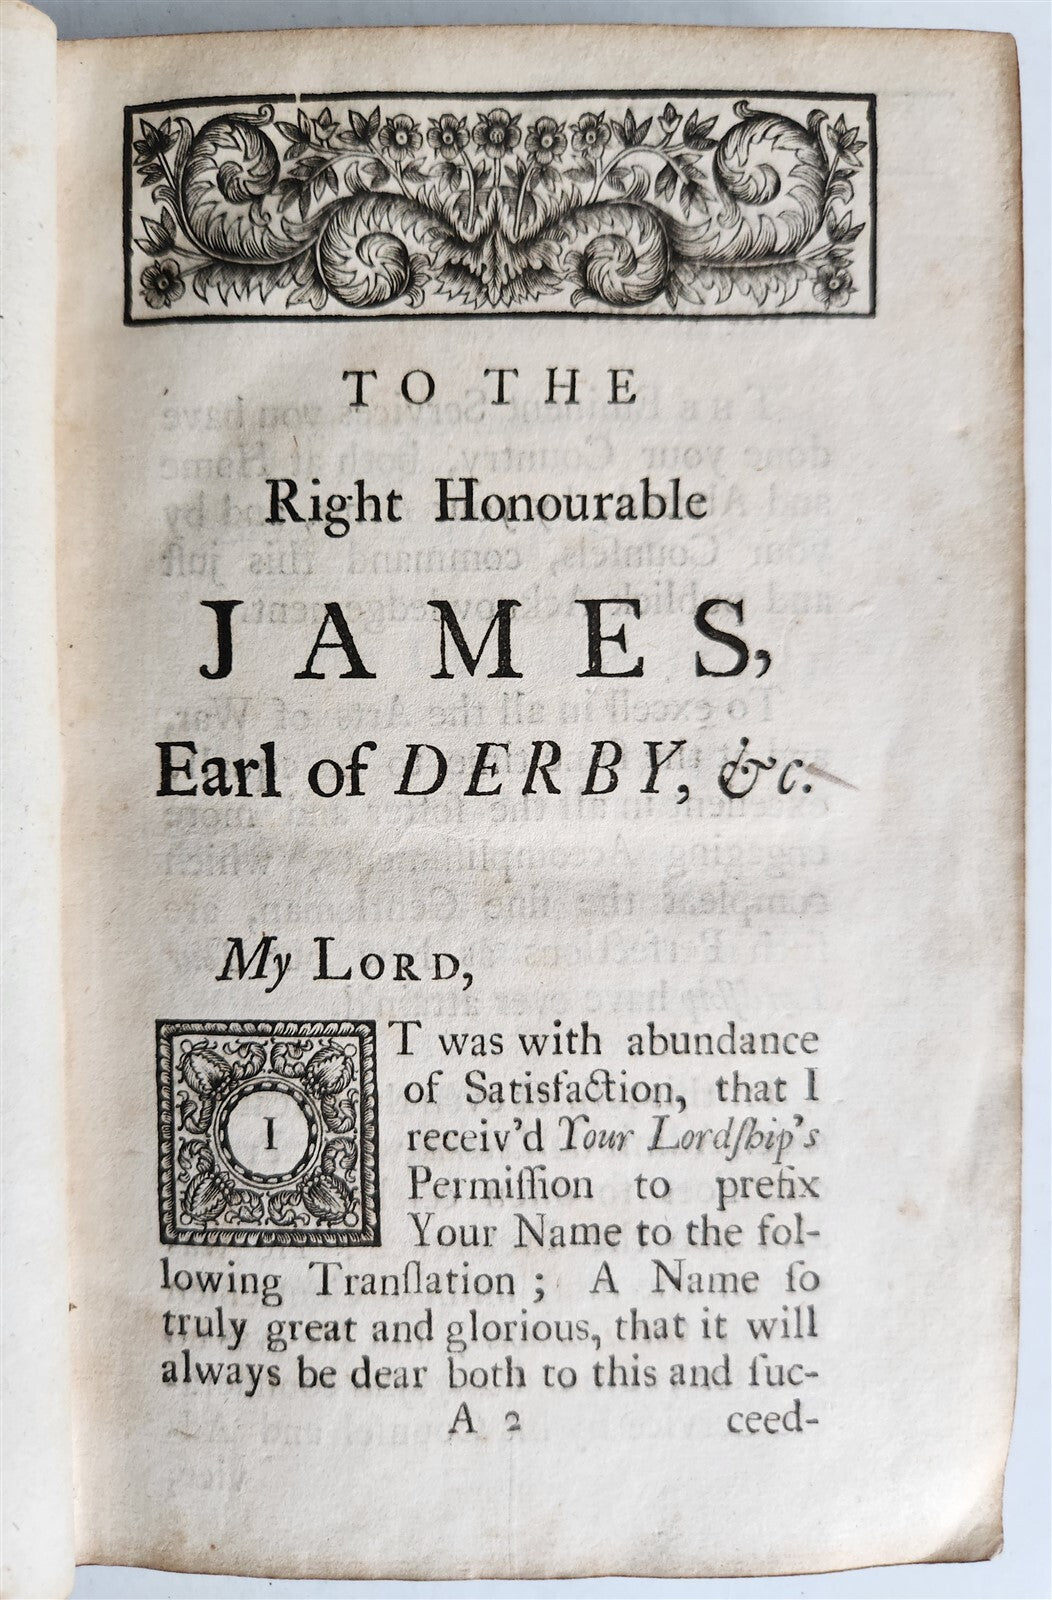 TO THE
Right Honourable
JAMES,
Earl of DERBY, &c.
My LORD,
IT was with abundance
of Satisfaction, that I
receiv'd Your Lordſhip's
Permiſſion to prefix
Your Name to the fol-
lowing Tranſlation ; A Name ſo
truly great and glorious, that it will
always be dear both to this and ſuc-
A 2 ceed-